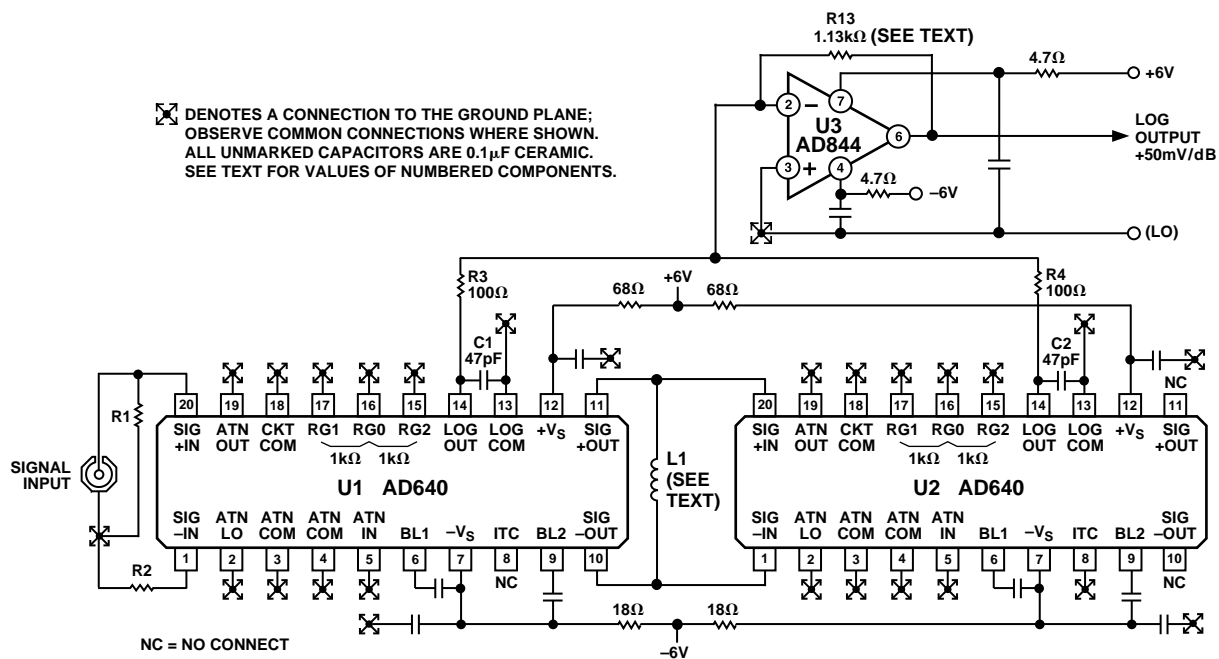 R13
1.13kΩ (SEE TEXT)
4.7Ω
+6V
DENOTES A CONNECTION TO THE GROUND PLANE;
OBSERVE COMMON CONNECTIONS WHERE SHOWN.
ALL UNMARKED CAPACITORS ARE 0.1μF CERAMIC.
SEE TEXT FOR VALUES OF NUMBERED COMPONENTS.
2
–
7
U3
AD844
6
3
+
4
LOG
OUTPUT
+50mV/dB
4.7Ω
–6V
(LO)
R3
100Ω
68Ω
+6V
68Ω
R4
100Ω
C1
47pF
C2
47pF
NC
R1
20 19 18 17 16 15 14 13 12 11
SIG ATN CKT RG1 RG0 RG2 LOG LOG +VS SIG
+IN OUT COM OUT COM +OUT
1kΩ 1kΩ
SIGNAL
INPUT
U1 AD640
SIG ATN ATN ATN ATN BL1 –VS ITC BL2 SIG
–IN LO COM COM IN –OUT
1 2 3 4 5 6 7 8 9 10
NC
R2
L1
(SEE
TEXT)
20 19 18 17 16 15 14 13 12 11
SIG ATN CKT RG1 RG0 RG2 LOG LOG +VS SIG
+IN OUT COM OUT COM +OUT
1kΩ 1kΩ
U2 AD640
SIG ATN ATN ATN ATN BL1 –VS ITC BL2 SIG
–IN LO COM COM IN –OUT
1 2 3 4 5 6 7 8 9 10
NC
18Ω
18Ω
–6V
NC = NO CONNECT